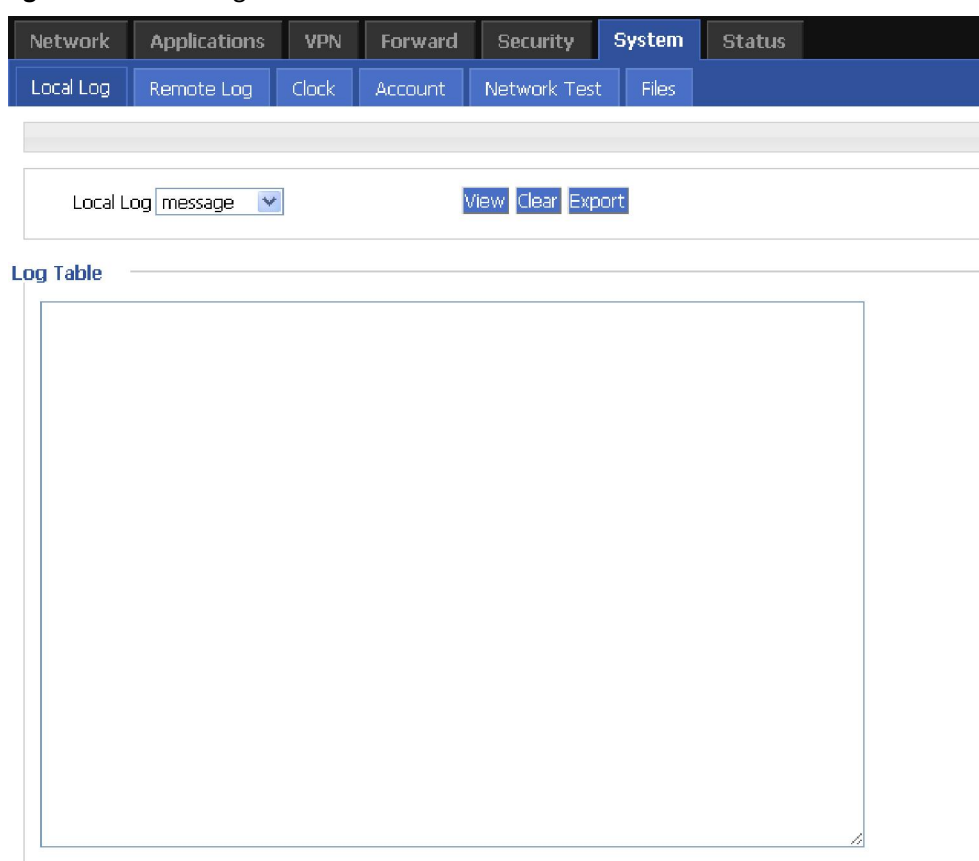 Network Applications VPN Forward Security System Status
Local Log Remote Log Clock Account Network Test Files
Local Log message View Clear Export
Log Table